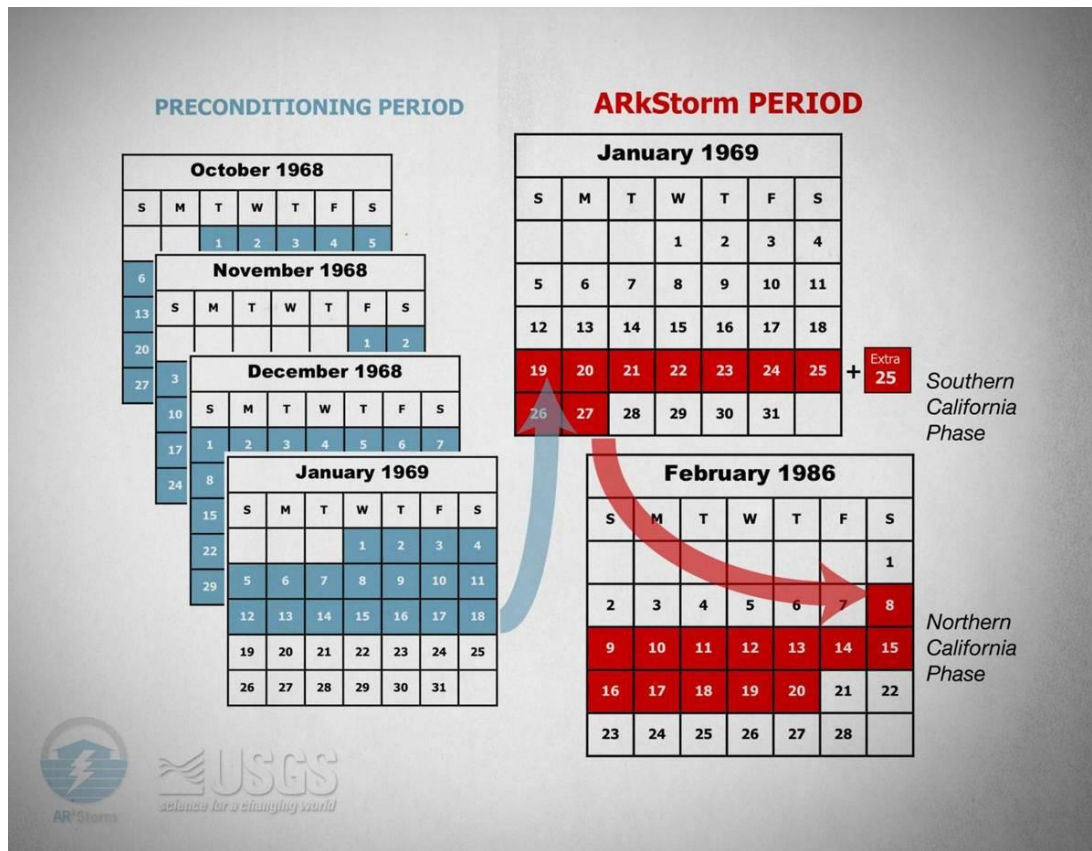 PRECONDITIONING PERIOD
October 1968
S M T W T F S
1 2 3 4 5
6
13
20
27
November 1968
S M T W T F S
1 2
3
10
17
24
December 1968
S M T W T F S
1 2 3 4 5 6 7
8
15
22
29
January 1969
S M T W T F S
1 2 3 4
5 6 7 8 9 10 11
12 13 14 15 16 17 18
19 20 21 22 23 24 25
26 27 28 29 30 31
ARkStorm PERIOD
January 1969
S M T W T F S
1 2 3 4
5 6 7 8 9 10 11
12 13 14 15 16 17 18
19 20 21 22 23 24 25 + Extra 25
26 27 28 29 30 31
Southern
California
Phase
February 1986
S M T W T F S
1
2 3 4 5 6 7 8
9 10 11 12 13 14 15
16 17 18 19 20 21 22
23 24 25 26 27 28
Northern
California
Phase
ARkStorm
USGS
science for a changing world